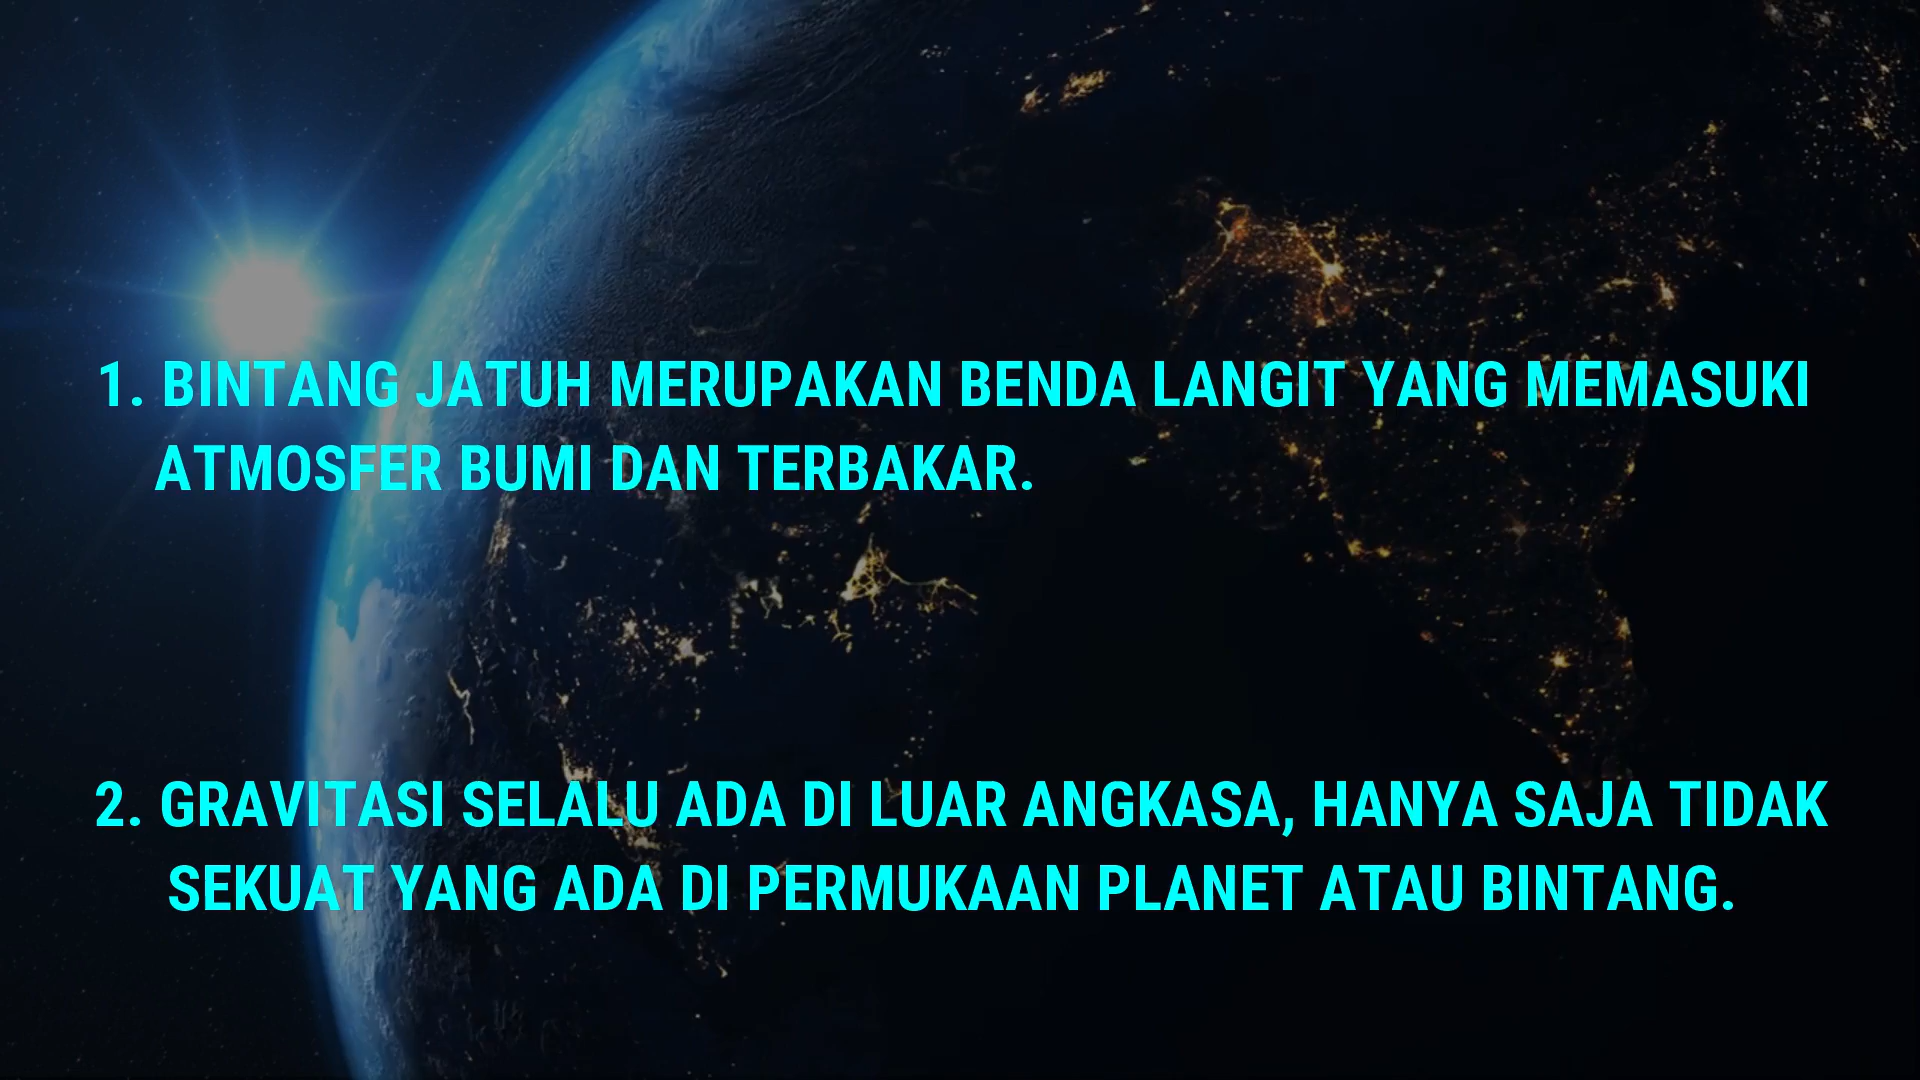 1. BINTANG JATUH MERUPAKAN BENDA LANGIT YANG MEMASUKI
ATMOSFER BUMI DAN TERBAKAR.
2. GRAVITASI SELALU ADA DI LUAR ANGKASA, HANYA SAJA TIDAK
SEKUAT YANG ADA DI PERMUKAAN PLANET ATAU BINTANG.